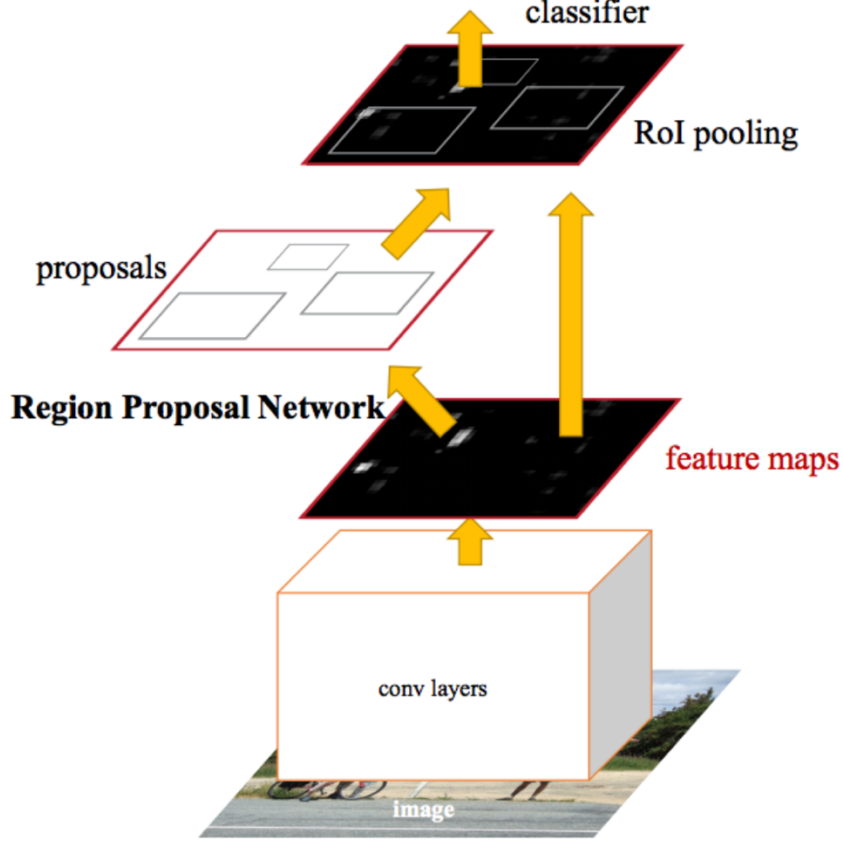 classifier
RoI pooling
proposals
Region Proposal Network
feature maps
conv layers
image